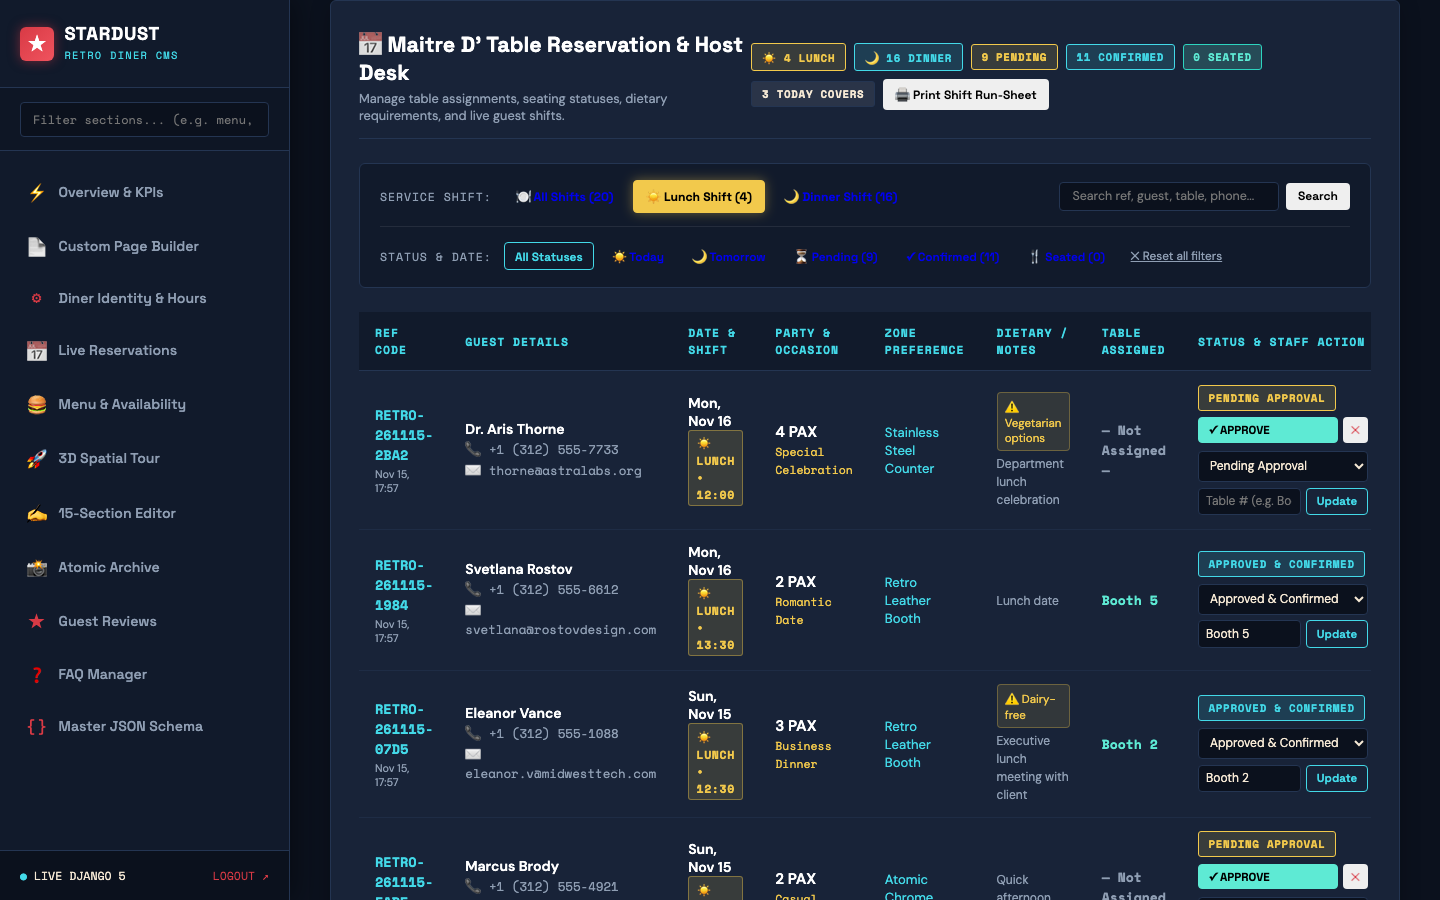 STARDUST
RETRO DINER CMS
Filter sections... (e.g. menu,
Overview & KPIs
Custom Page Builder
Diner Identity & Hours
Live Reservations
Menu & Availability
3D Spatial Tour
15-Section Editor
Atomic Archive
Guest Reviews
FAQ Manager
Master JSON Schema
LIVE DJANGO 5
LOGOUT ↗
Maitre D' Table Reservation & Host
Desk
Manage table assignments, seating statuses, dietary
requirements, and live guest shifts.
4 LUNCH
16 DINNER
9 PENDING
11 CONFIRMED
0 SEATED
3 TODAY COVERS
Print Shift Run-Sheet
SERVICE SHIFT:
All Shifts (20)
Lunch Shift (4)
Dinner Shift (16)
Search ref, guest, table, phone...
Search
STATUS & DATE:
All Statuses
Today
Tomorrow
Pending (9)
✓ Confirmed (11)
Seated (0)
✕ Reset all filters
REF
CODE
GUEST DETAILS
DATE &
SHIFT
PARTY &
OCCASION
ZONE
PREFERENCE
DIETARY /
NOTES
TABLE
ASSIGNED
STATUS & STAFF ACTION
RETRO-
261115-
2BA2
Nov 15,
17:57
Dr. Aris Thorne
+1 (312) 555-7733
thorne@astralabs.org
Mon,
Nov 16
LUNCH
•
12:00
4 PAX
Special
Celebration
Stainless
Steel
Counter
Vegetarian
options
Department
lunch
celebration
— Not
Assigned
—
PENDING APPROVAL
✓ APPROVE
✕
Pending Approval
Table # (e.g. Bo
Update
RETRO-
261115-
1984
Nov 15,
17:57
Svetlana Rostov
+1 (312) 555-6612
svetlana@rostovdesign.com
Mon,
Nov 16
LUNCH
•
13:30
2 PAX
Romantic
Date
Retro
Leather
Booth
Lunch date
Booth 5
APPROVED & CONFIRMED
Approved & Confirmed
Booth 5
Update
RETRO-
261115-
07D5
Nov 15,
17:57
Eleanor Vance
+1 (312) 555-1088
eleanor.v@midwesttech.com
Sun,
Nov 15
LUNCH
•
12:30
3 PAX
Business
Dinner
Retro
Leather
Booth
Dairy-
free
Executive
lunch
meeting with
client
Booth 2
APPROVED & CONFIRMED
Approved & Confirmed
Booth 2
Update
RETRO-
261115-
Marcus Brody
+1 (312) 555-4921
Sun,
Nov 15
2 PAX
Casual
Atomic
Chrome
Quick
afternoon
— Not
Assigned
PENDING APPROVAL
✓ APPROVE
✕